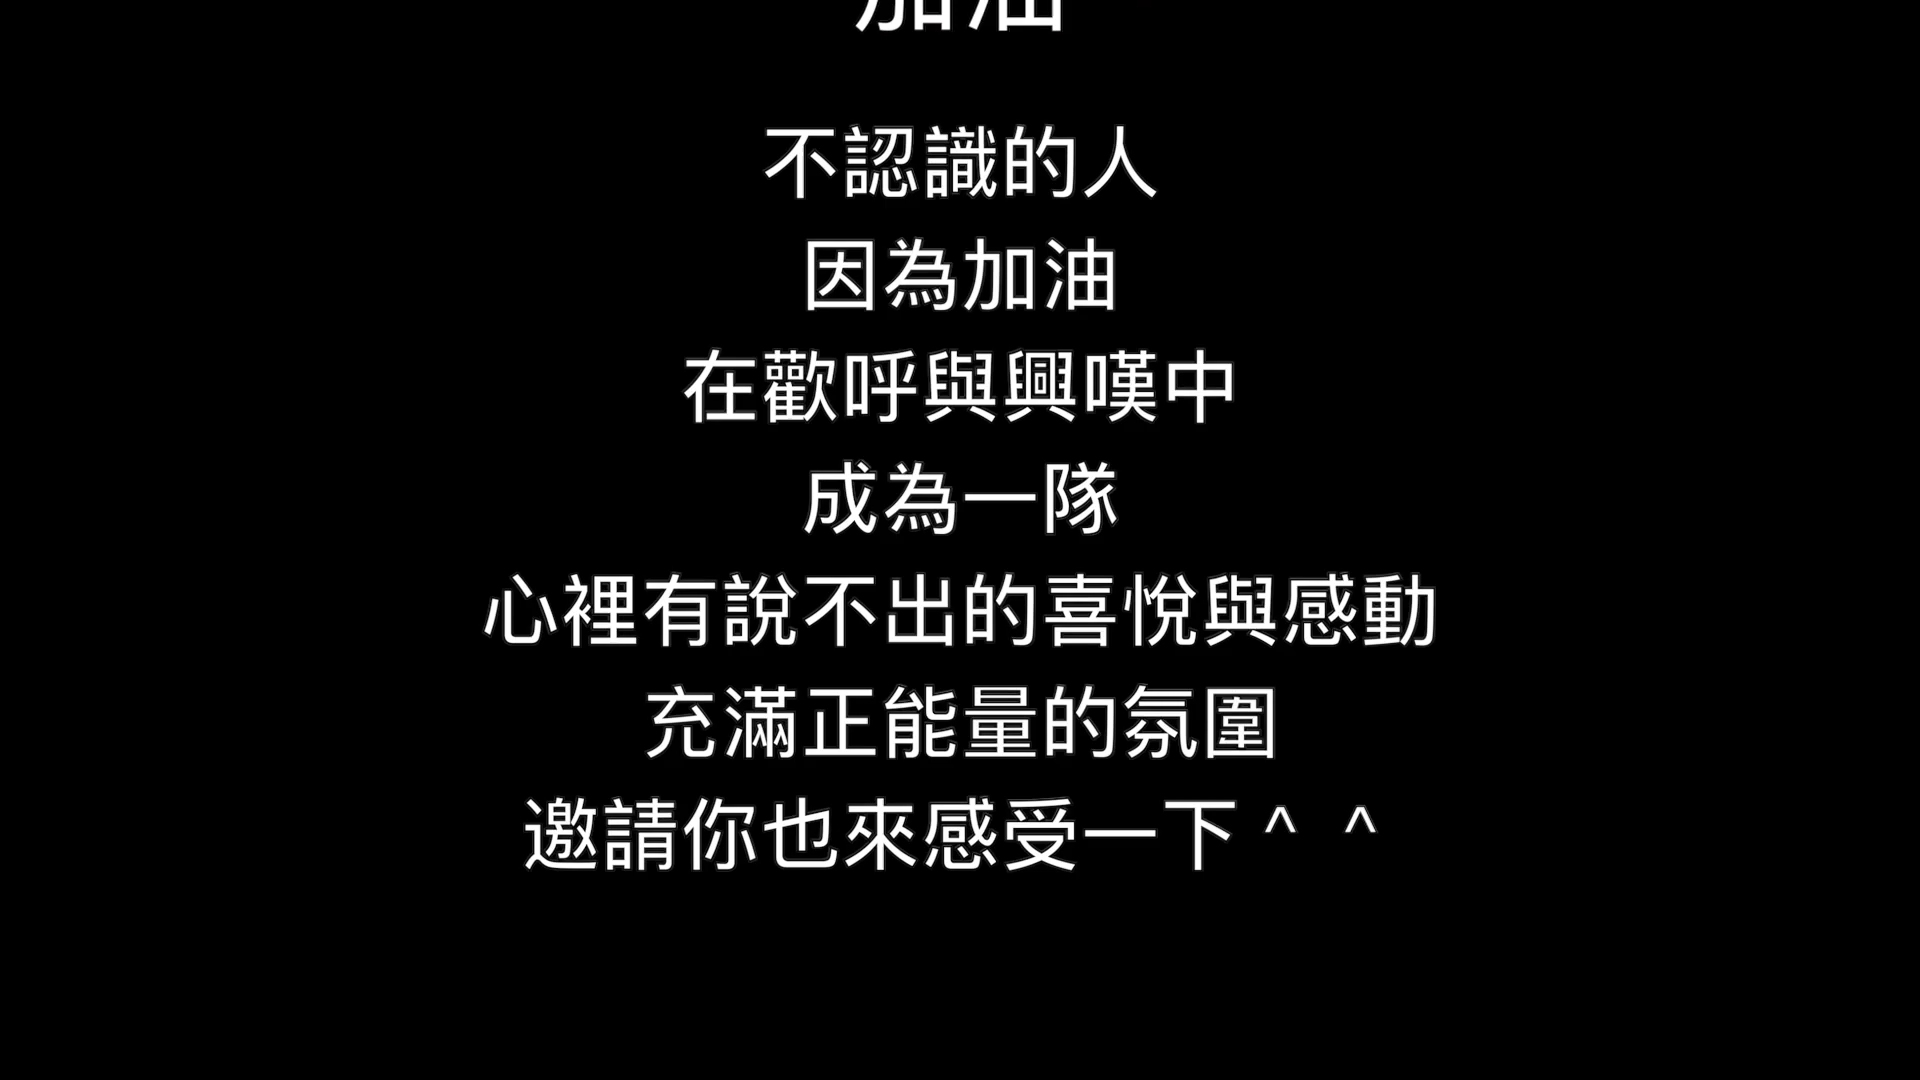 加油
不認識的人
因為加油
在歡呼與興嘆中
成為一隊
心裡有說不出的喜悅與感動
充滿正能量的氛圍
邀請你也來感受一下＾ ＾